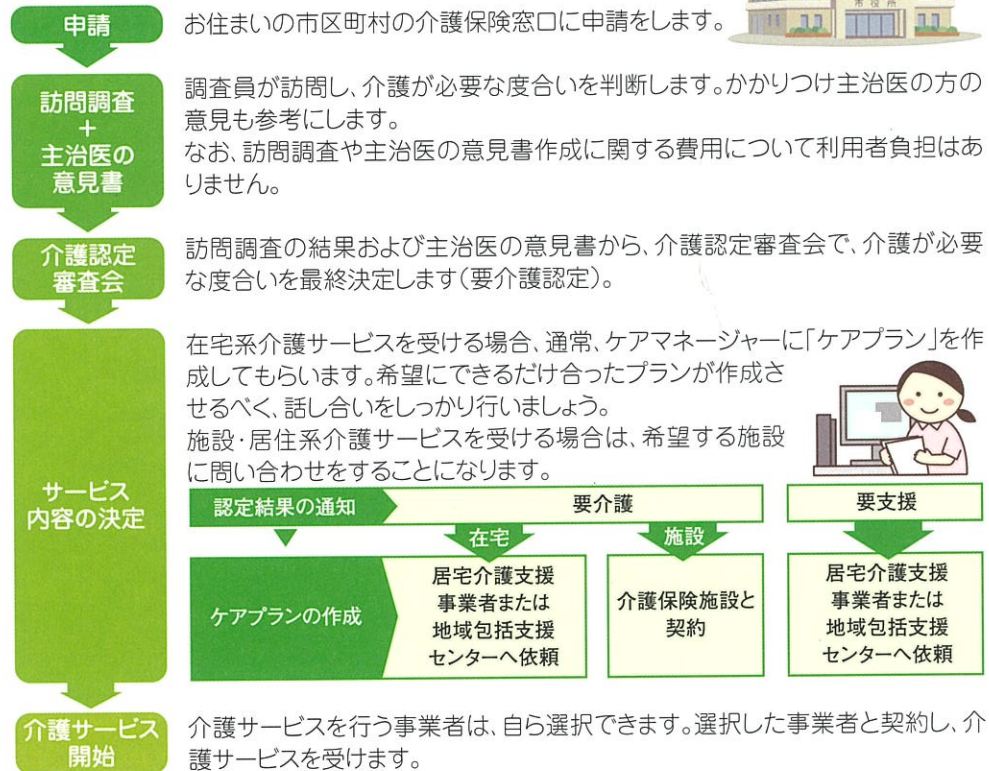 市役所
申請
お住まいの市区町村の介護保険窓口に申請をします。
訪問調査
+
主治医の
意見書
調査員が訪問し、介護が必要な度合いを判断します。かかりつけ主治医の方の
意見も参考にします。
なお、訪問調査や主治医の意見書作成に関する費用について利用者負担はあ
りません。
介護認定
審査会
訪問調査の結果および主治医の意見書から、介護認定審査会で、介護が必要
な度合いを最終決定します(要介護認定)。
サービス
内容の決定
在宅系介護サービスを受ける場合、通常、ケアマネージャーに「ケアプラン」を作
成してもらいます。希望にできるだけ合ったプランが作成さ
せるべく、話し合いをしっかり行いましょう。
施設・居住系介護サービスを受ける場合は、希望する施設
に問い合わせをすることになります。
認定結果の通知
要介護
要支援
在宅
施設
ケアプランの作成
居宅介護支援
事業者または
地域包括支援
センターへ依頼
介護保険施設と
契約
居宅介護支援
事業者または
地域包括支援
センターへ依頼
介護サービス
開始
介護サービスを行う事業者は、自ら選択できます。選択した事業者と契約し、介
護サービスを受けます。